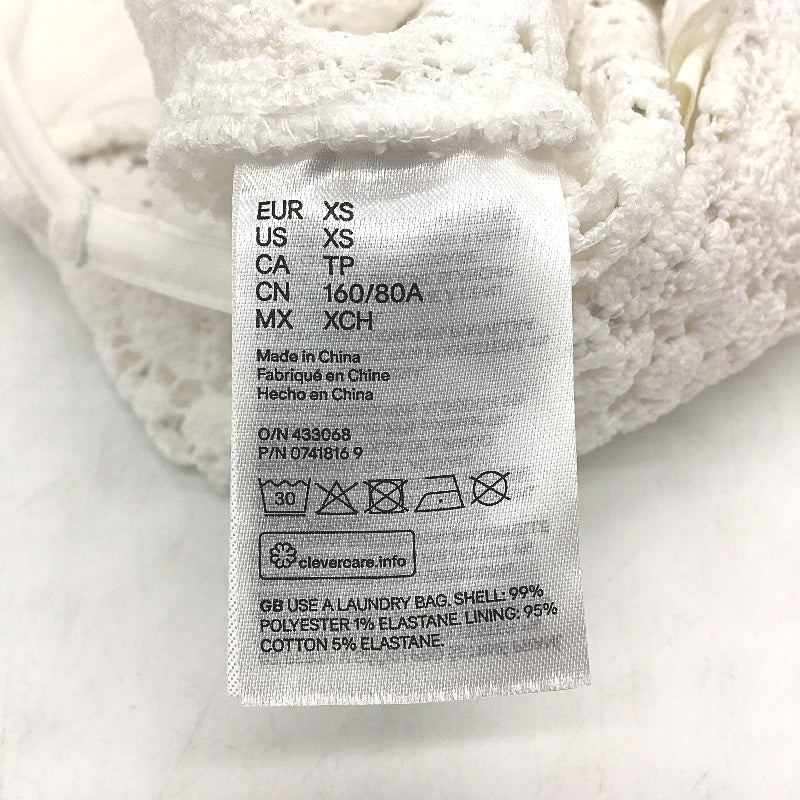 EUR XS
US XS
CA TP
CN 160/80A
MX XCH
Made in China
Fabriqué en Chine
Hecho en China
O/N 433068
P/N 0741816 9
30
clevercare.info
GB USE A LAUNDRY BAG. SHELL: 99%
POLYESTER 1% ELASTANE. LINING: 95%
COTTON 5% ELASTANE.